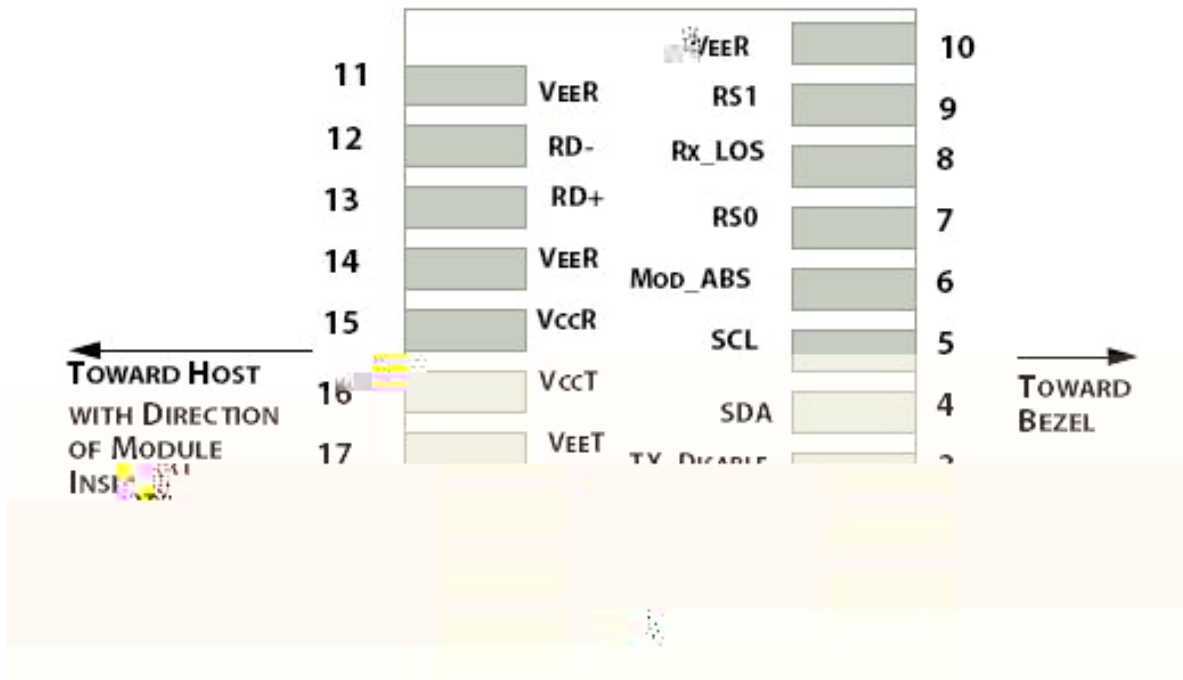 VEER 10
11 VEER RS1 9
12 RD- Rx_LOS 8
13 RD+ RS0 7
14 VEER MOD_ABS 6
15 VCCR SCL 5
TOWARD HOST
WITH DIRECTION
OF MODULE
16 VCCT SDA 4
17 VEET TX_DISABLE
TOWARD
BEZEL